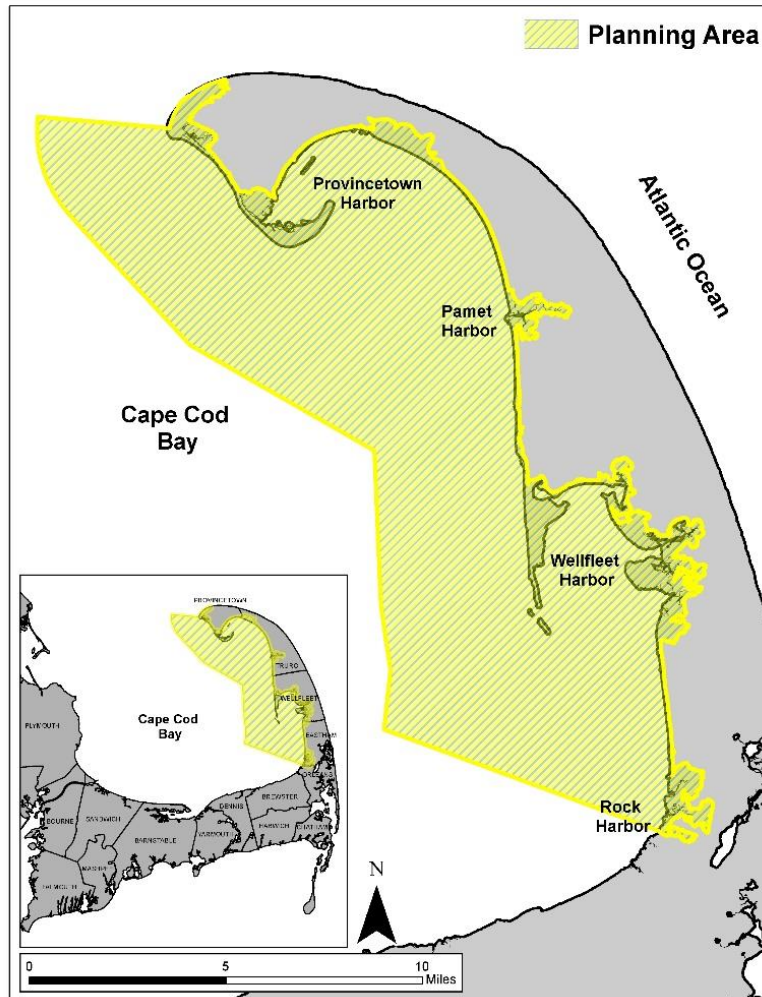 Planning Area
Provincetown
Harbor
Atlantic Ocean
Pamet
Harbor
Cape Cod
Bay
Wellfleet
Harbor
Rock
Harbor
PROVINCETOWN
TRURO
WELLFLEET
EASTHAM
ORLEANS
Cape Cod
Bay
PLYMOUTH
BOURNE
SANDWICH
DENNIS
BREWSTER
BARNSTABLE
YARMOUTH
HARWICH
CHATHAM
MASHPEE
FALMOUTH
N
0
5
10
Miles